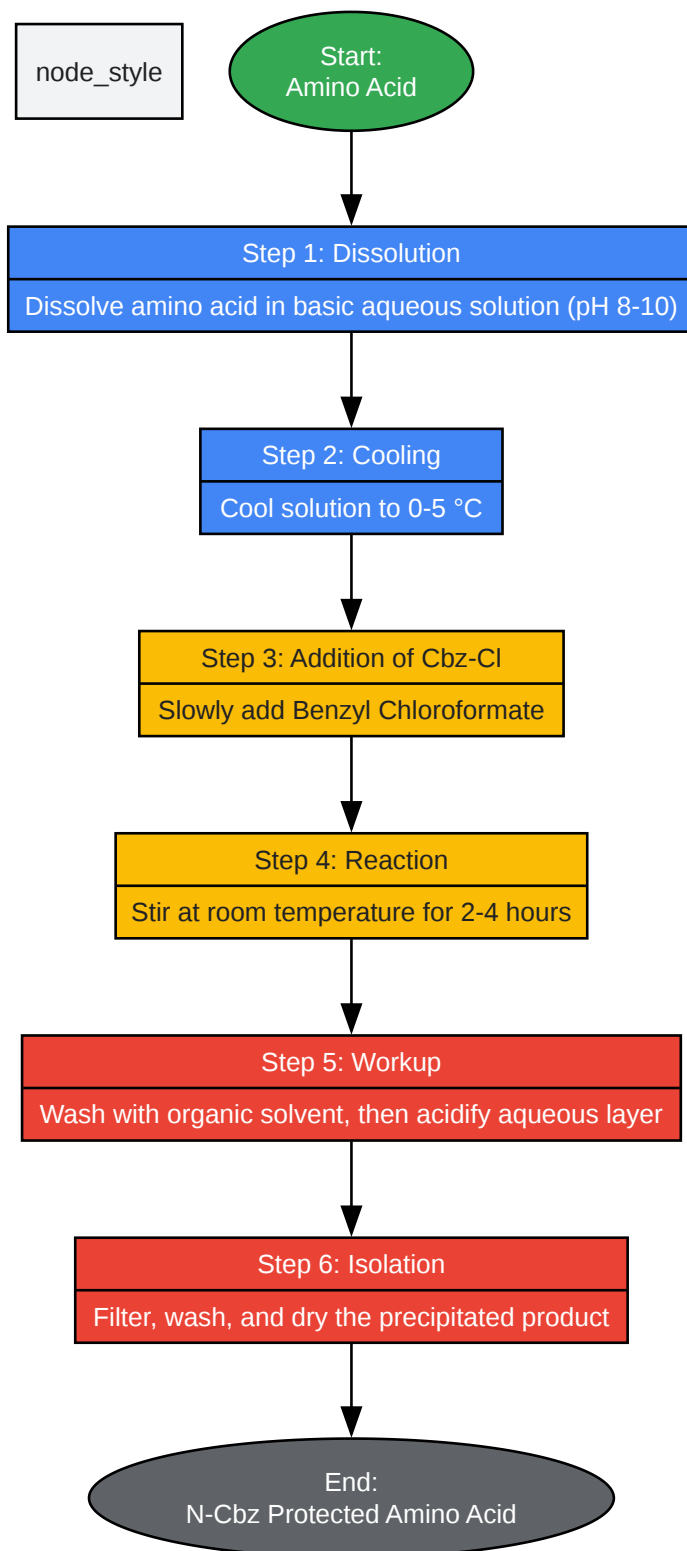 node_style
Start:
Amino Acid
Step 1: Dissolution
Dissolve amino acid in basic aqueous solution (pH 8-10)
Step 2: Cooling
Cool solution to 0-5 °C
Step 3: Addition of Cbz-Cl
Slowly add Benzyl Chloroformate
Step 4: Reaction
Stir at room temperature for 2-4 hours
Step 5: Workup
Wash with organic solvent, then acidify aqueous layer
Step 6: Isolation
Filter, wash, and dry the precipitated product
End:
N-Cbz Protected Amino Acid